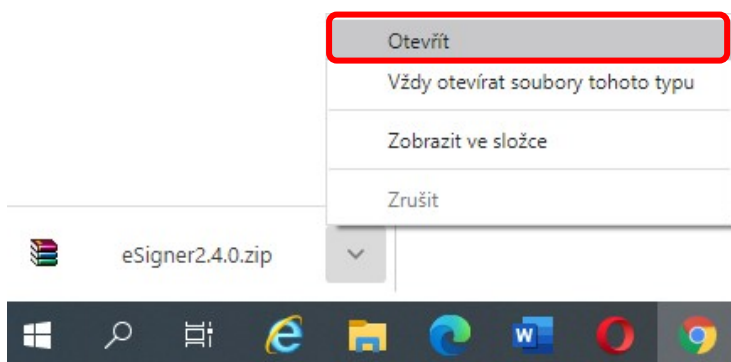 Otevřít
Vždy otevírat soubory tohoto typu
Zobrazit ve složce
Zrušit
eSigner2.4.0.zip